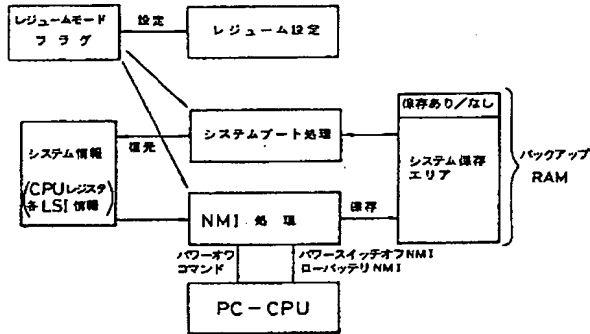 レジュームモード
フラグ
設定
レジューム設定
保存あり/なし
システムブート処理
復元
システム情報
(CPUレジスタ
各LSI情報)
システム保存
エリア
バックアップ
RAM
NMI 処理
保存
パワーオフ
コマンド
パワースイッチオフNMI
ローバッテリNMI
PC-CPU